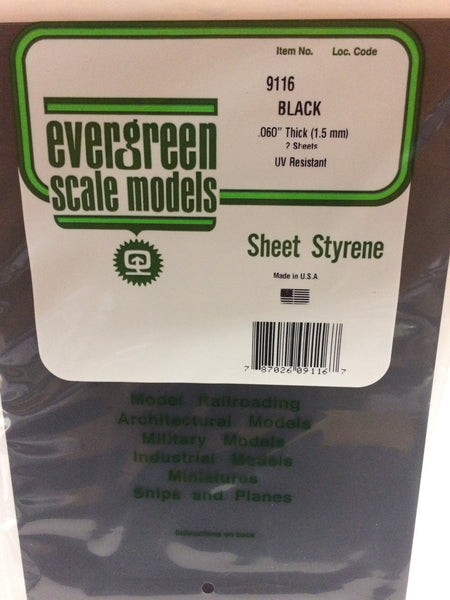 Item No. Loc. Code
9116
BLACK
.060" Thick (1.5 mm)
2 Sheets
UV Resistant
evergreen
scale models
Sheet Styrene
Made in U.S.A.
7 87026 09116 7
Model Railroading
Architectural Models
Military Models
Industrial Models
Miniatures
Ships and Planes
Instructions on back